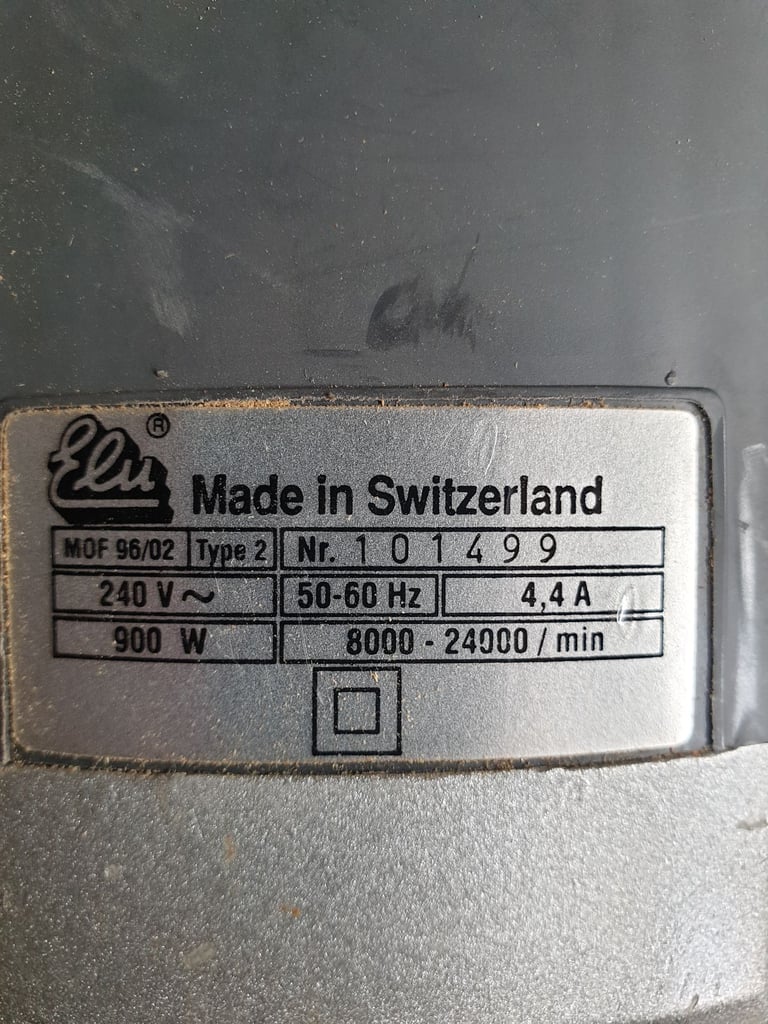 Elu ®
Made in Switzerland
MOF 96/02 Type 2 Nr. 101499
240 V ~ 50-60 Hz 4,4 A
900 W 8000 - 24000 / min